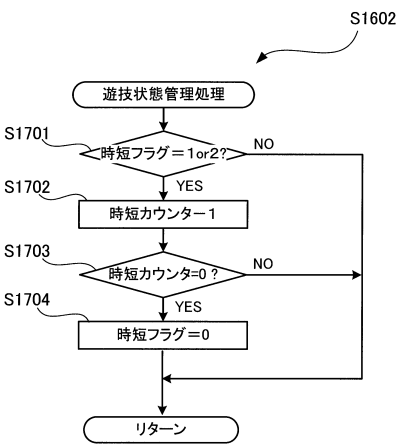 S1602
遊技状態管理処理
S1701
時短フラグ=1or2?
NO
YES
S1702
時短カウンター1
S1703
時短カウンタ=0?
NO
YES
S1704
時短フラグ=0
リターン